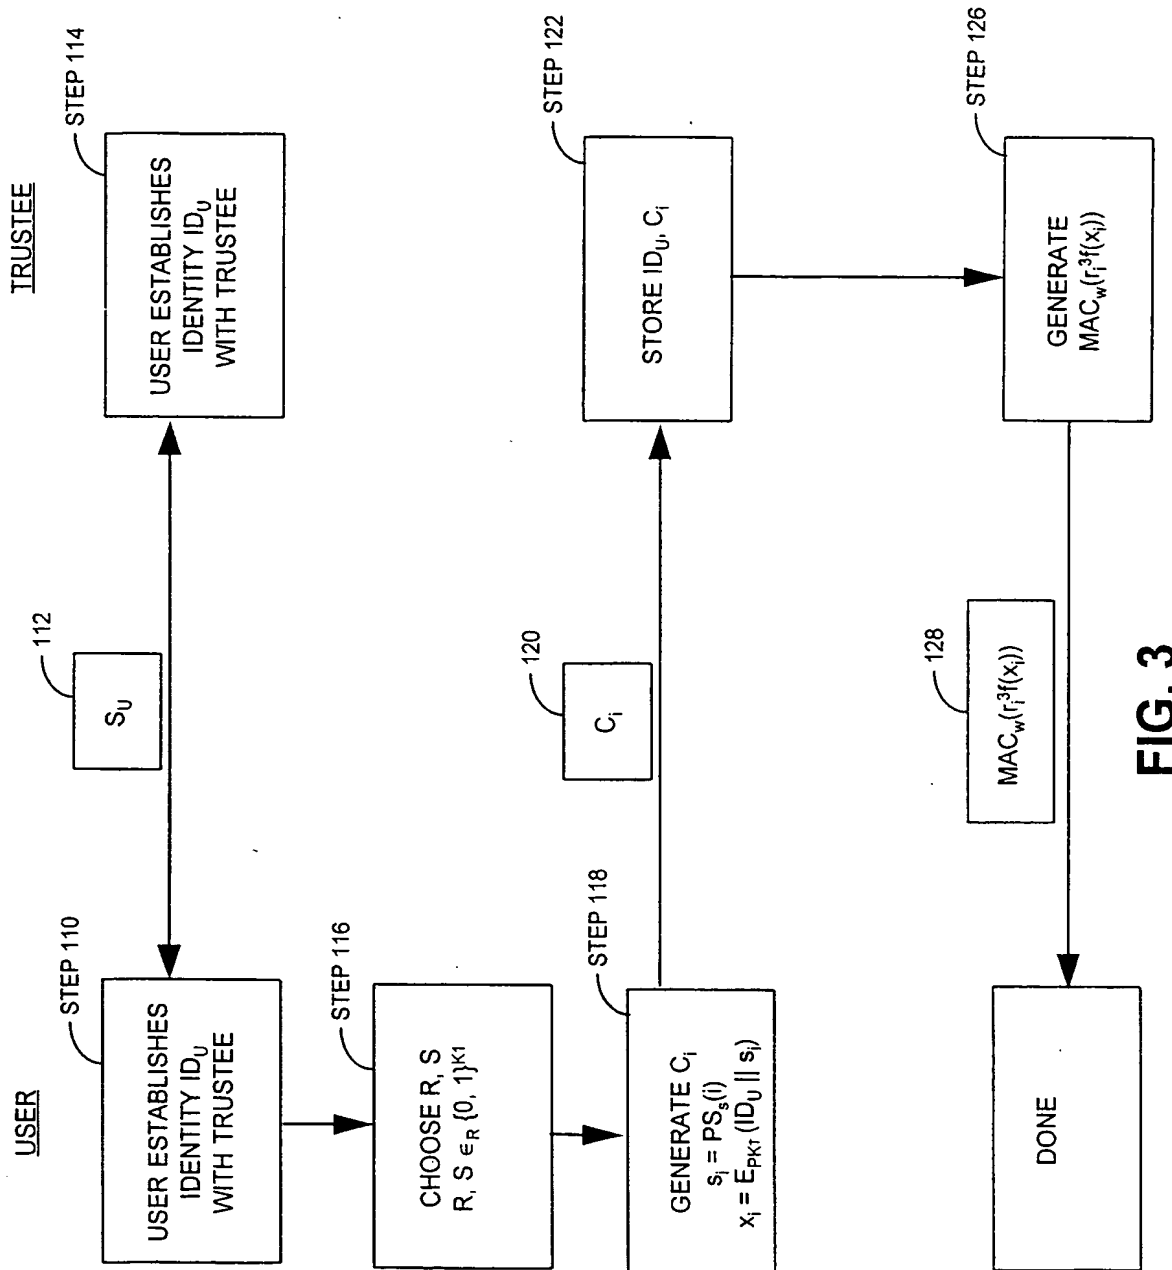 USER
TRUSTEE
STEP 110
USER ESTABLISHES
IDENTITY ID_U
WITH TRUSTEE
112
S_U
STEP 114
USER ESTABLISHES
IDENTITY ID_U
WITH TRUSTEE
STEP 116
CHOOSE R, S
R, S ∈_R {0, 1}^K1
STEP 118
GENERATE C_i
s_i = PS_s(i)
x_i = E_PKT (ID_U || s_i)
120
C_i
STEP 122
STORE ID_U, C_i
STEP 126
GENERATE
MAC_w(r_i^3f(x_i))
128
MAC_w(r_i^3f(x_i))
DONE
FIG. 3